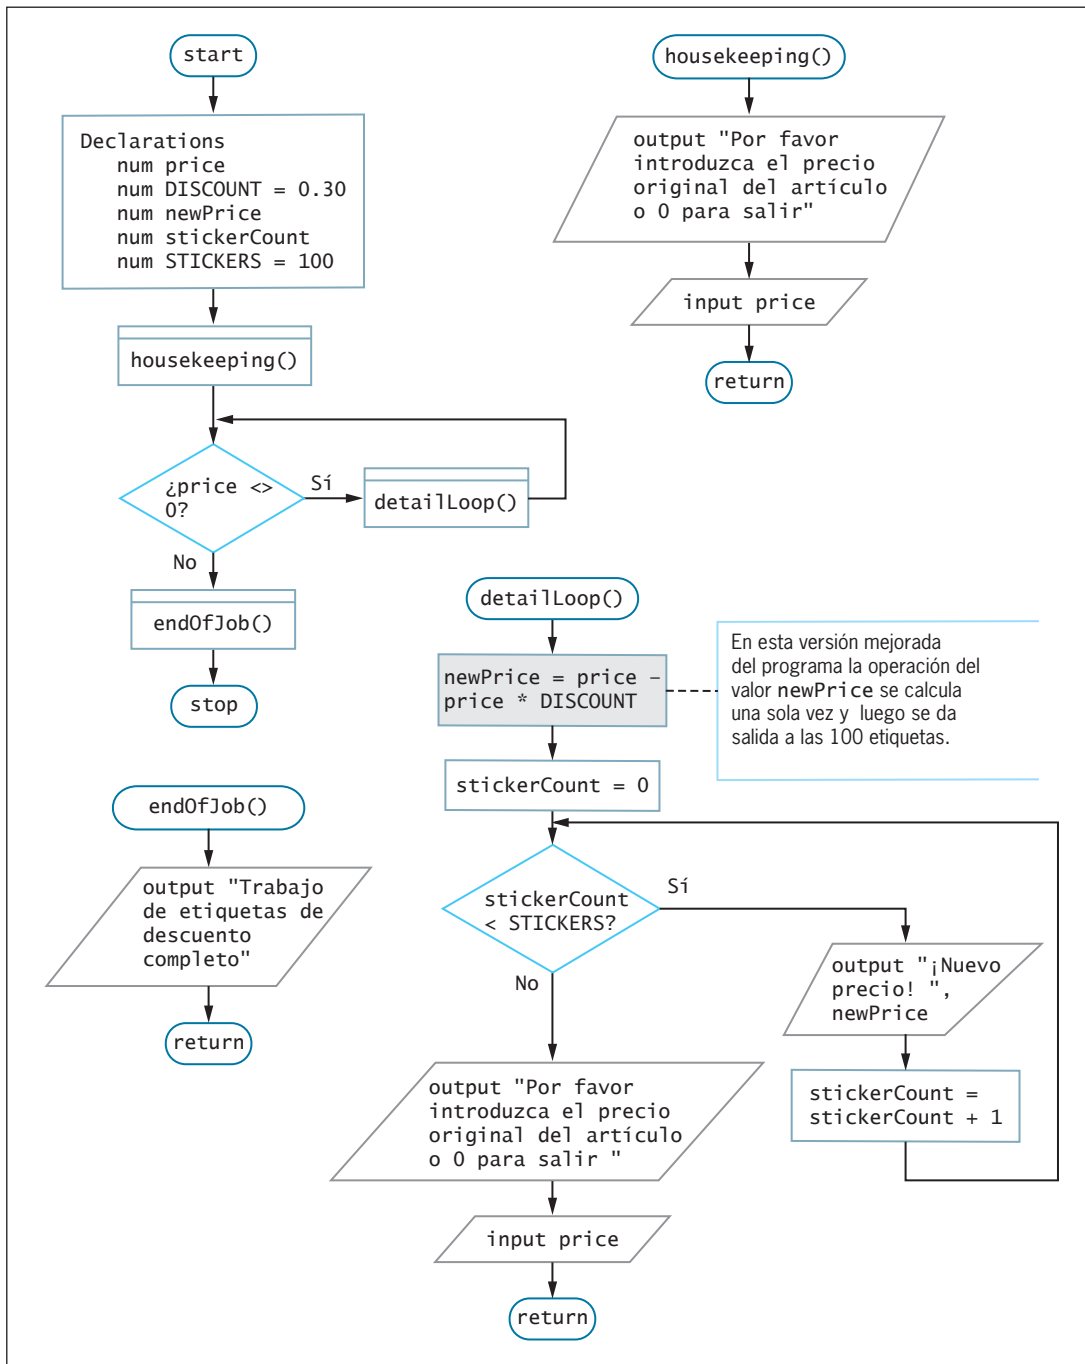 start
Declarations
num price
num DISCOUNT = 0.30
num newPrice
num stickerCount
num STICKERS = 100
housekeeping()
¿price <>
0?
Sí
detailLoop()
No
endOfJob()
stop
housekeeping()
output "Por favor
introduzca el precio
original del artículo
o 0 para salir"
input price
return
endOfJob()
output "Trabajo
de etiquetas de
descuento
completo"
return
detailLoop()
newPrice = price –
price * DISCOUNT
En esta versión mejorada
del programa la operación del
valor newPrice se calcula
una sola vez y luego se da
salida a las 100 etiquetas.
stickerCount = 0
stickerCount
< STICKERS?
Sí
output "¡Nuevo
precio! ",
newPrice
stickerCount =
stickerCount + 1
No
output "Por favor
introduzca el precio
original del artículo
o 0 para salir "
input price
return